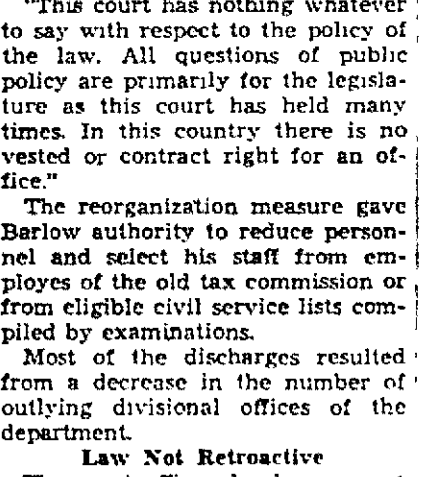 "This court has nothing whatever
to say with respect to the policy of
the law. All questions of public
policy are primarily for the legisla-
ture as this court has held many
times. In this country there is no
vested or contract right for an of-
fice."
The reorganization measure gave
Barlow authority to reduce person-
nel and select his staff from em-
ployes of the old tax commission or
from eligible civil service lists com-
piled by examinations.
Most of the discharges resulted
from a decrease in the number of
outlying divisional offices of the
department.
Law Not Retroactive